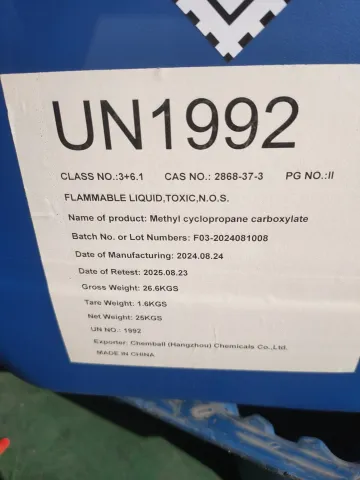 UN1992
CLASS NO.:3+6.1 CAS NO.: 2868-37-3 PG NO.:II
FLAMMABLE LIQUID,TOXIC,N.O.S.
Name of product: Methyl cyclopropane carboxylate
Batch No. or Lot Numbers: F03-2024081008
Date of Manufacturing: 2024.08.24
Date of Retest: 2025.08.23
Gross Weight: 26.6KGS
Tare Weight: 1.6KGS
Net Weight: 25KGS
UN NO.: 1992
Exporter: Chemball (Hangzhou) Chemicals Co.,Ltd.
MADE IN CHINA